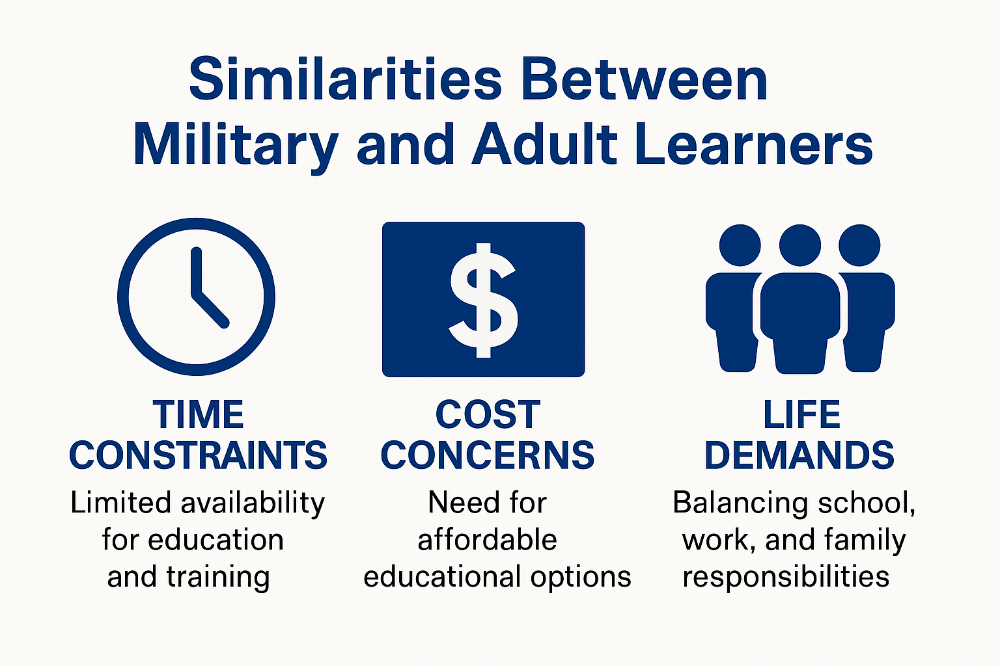 Similarities Between
Military and Adult Learners
$
TIME
CONSTRAINTS
Limited availability
for education
and training
COST
CONCERNS
Need for
affordable
educational options
LIFE
DEMANDS
Balancing school,
work, and family
responsibilities